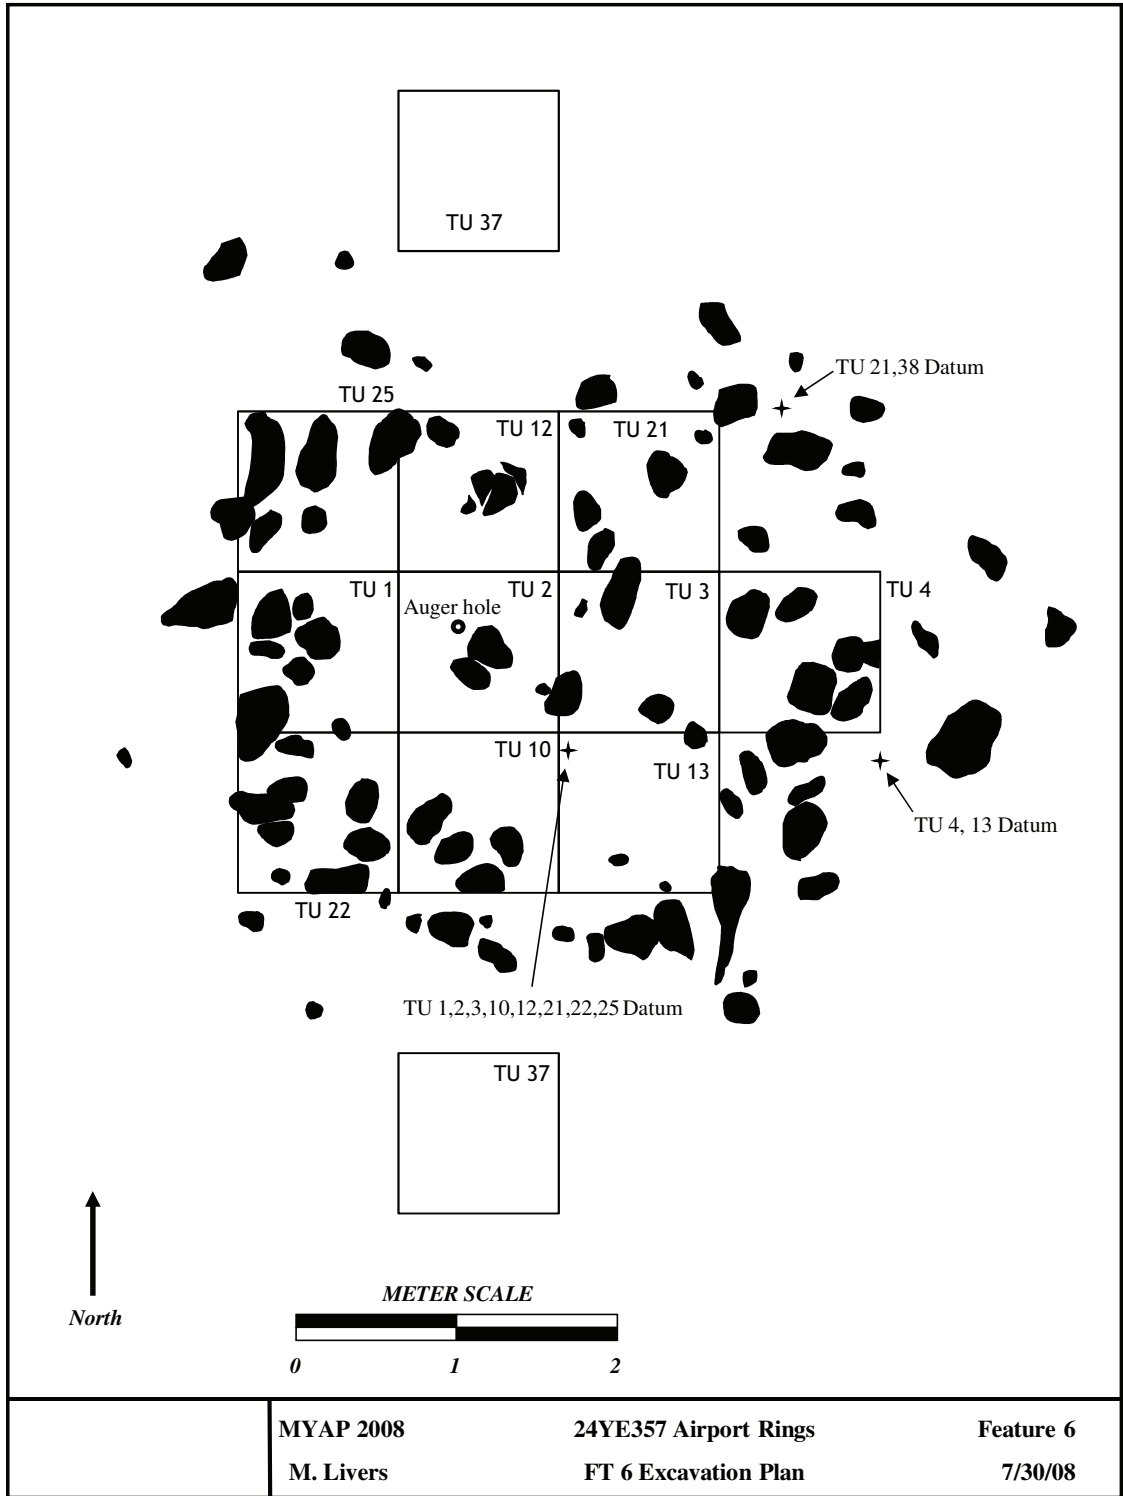 TU 37
TU 21,38 Datum
TU 25
TU 12
TU 21
TU 1
TU 2
TU 3
TU 4
Auger hole
TU 10
TU 13
TU 4, 13 Datum
TU 22
TU 1,2,3,10,12,21,22,25 Datum
TU 37
METER SCALE
North
0 1 2
MYAP 2008 24YE357 Airport Rings Feature 6
M. Livers FT 6 Excavation Plan 7/30/08